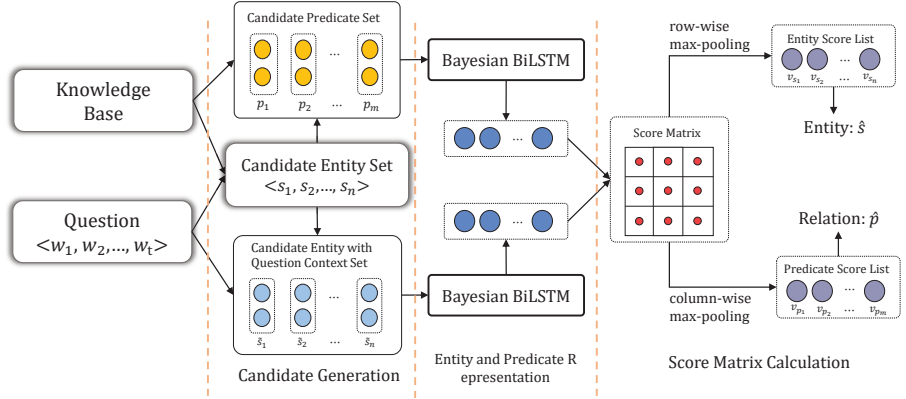 Knowledge
Base
Question
<w1, w2,..., wt>
Candidate Predicate Set
...
p1 p2 ... pm
Candidate Entity Set
<s1, s2,..., sn>
Candidate Entity with
Question Context Set
...
s̃1 s̃2 ... s̃n
Candidate Generation
Bayesian BiLSTM
...
...
Bayesian BiLSTM
Entity and Predicate R
epresentation
Score Matrix
row-wise
max-pooling
Entity Score List
...
vs1 vs2 ... vsn
Entity: ŝ
Relation: p̂
column-wise
max-pooling
Predicate Score List
...
vp1 vp2 ... vpm
Score Matrix Calculation